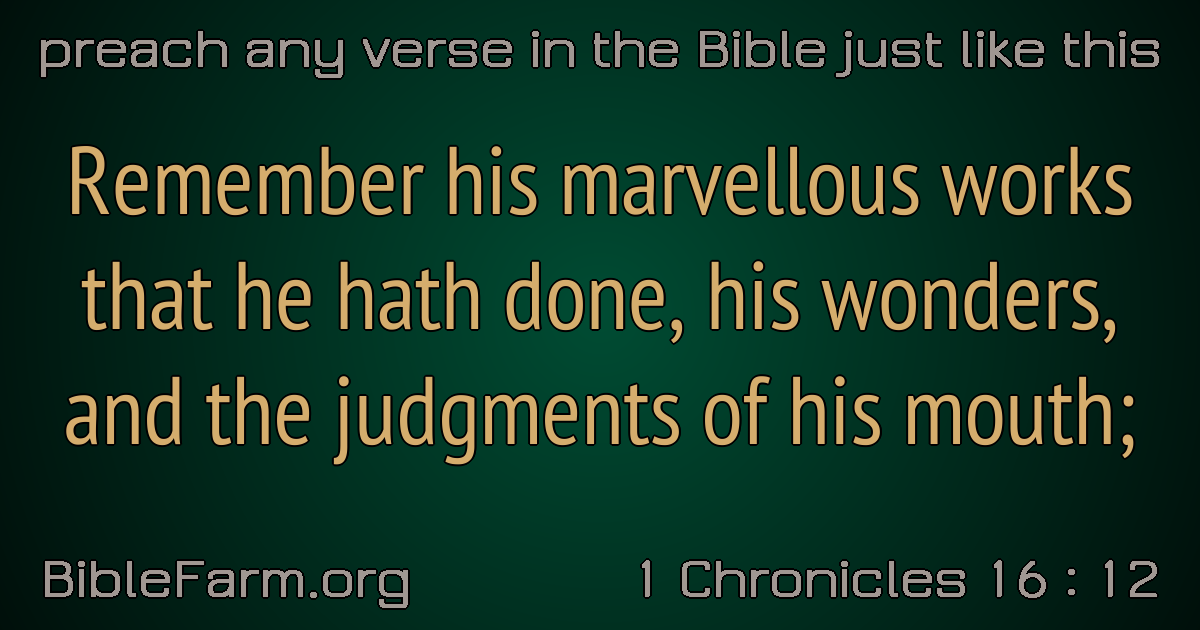 preach any verse in the Bible just like this
Remember his marvellous works
that he hath done, his wonders,
and the judgments of his mouth;
BibleFarm.org
1 Chronicles 16 : 12